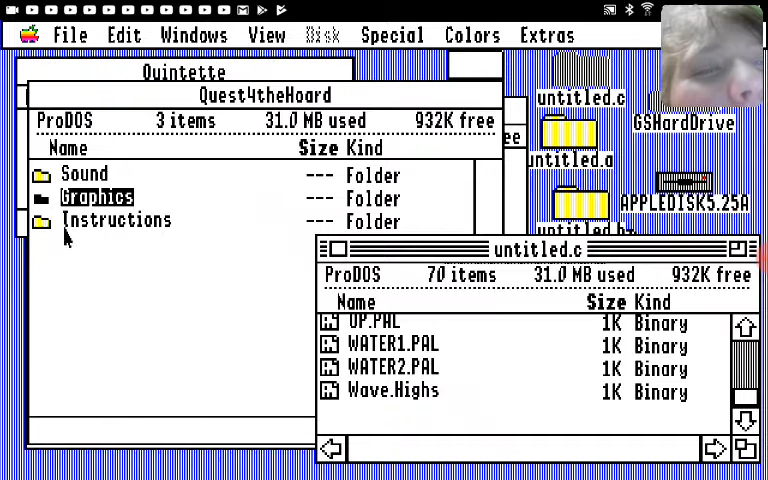 File Edit Windows View Disk Special Colors Extras
Quintette
Quest4theHoard
ProDOS 3 items 31.0 MB used 932K free
Name Size Kind
Sound --- Folder
Graphics --- Folder
Instructions --- Folder
ee
untitled.c
GSHardDrive
untitled.a
APPLEDISK5.25A
untitled.c
ProDOS 70 items 31.0 MB used 932K free
Name Size Kind
UP.PAL 1K Binary
WATER1.PAL 1K Binary
WATER2.PAL 1K Binary
Wave.Highs 1K Binary